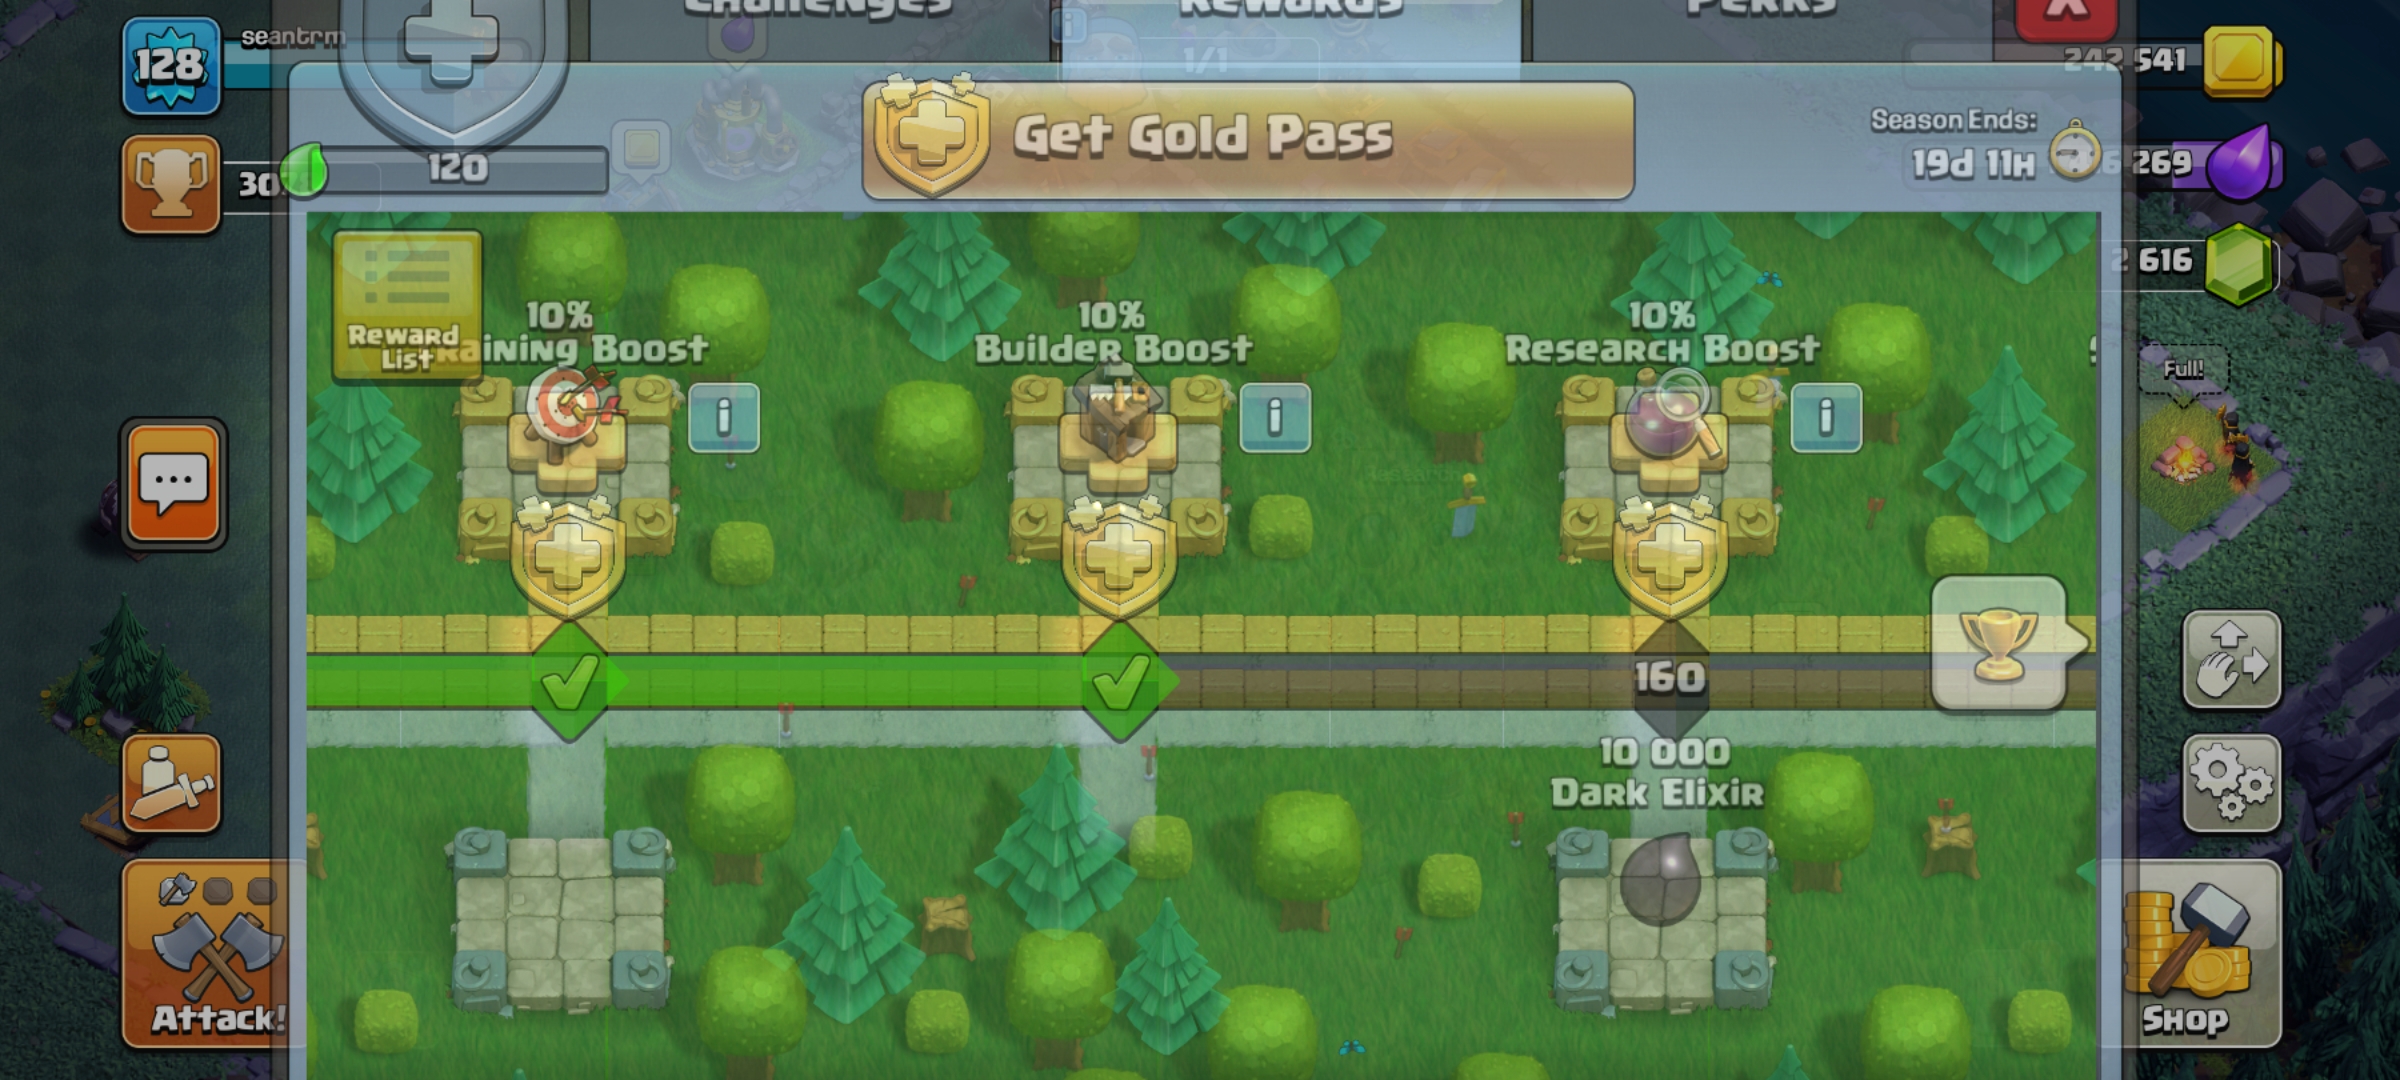 Challenges
Rewards
Perks
128
seantrm
1/1
242 541
Get Gold Pass
Season Ends:
19d 11H
120
269
616
Reward
List
10%
Training Boost
10%
Builder Boost
10%
Research Boost
Full!
160
10 000
Dark Elixir
Attack!
Shop